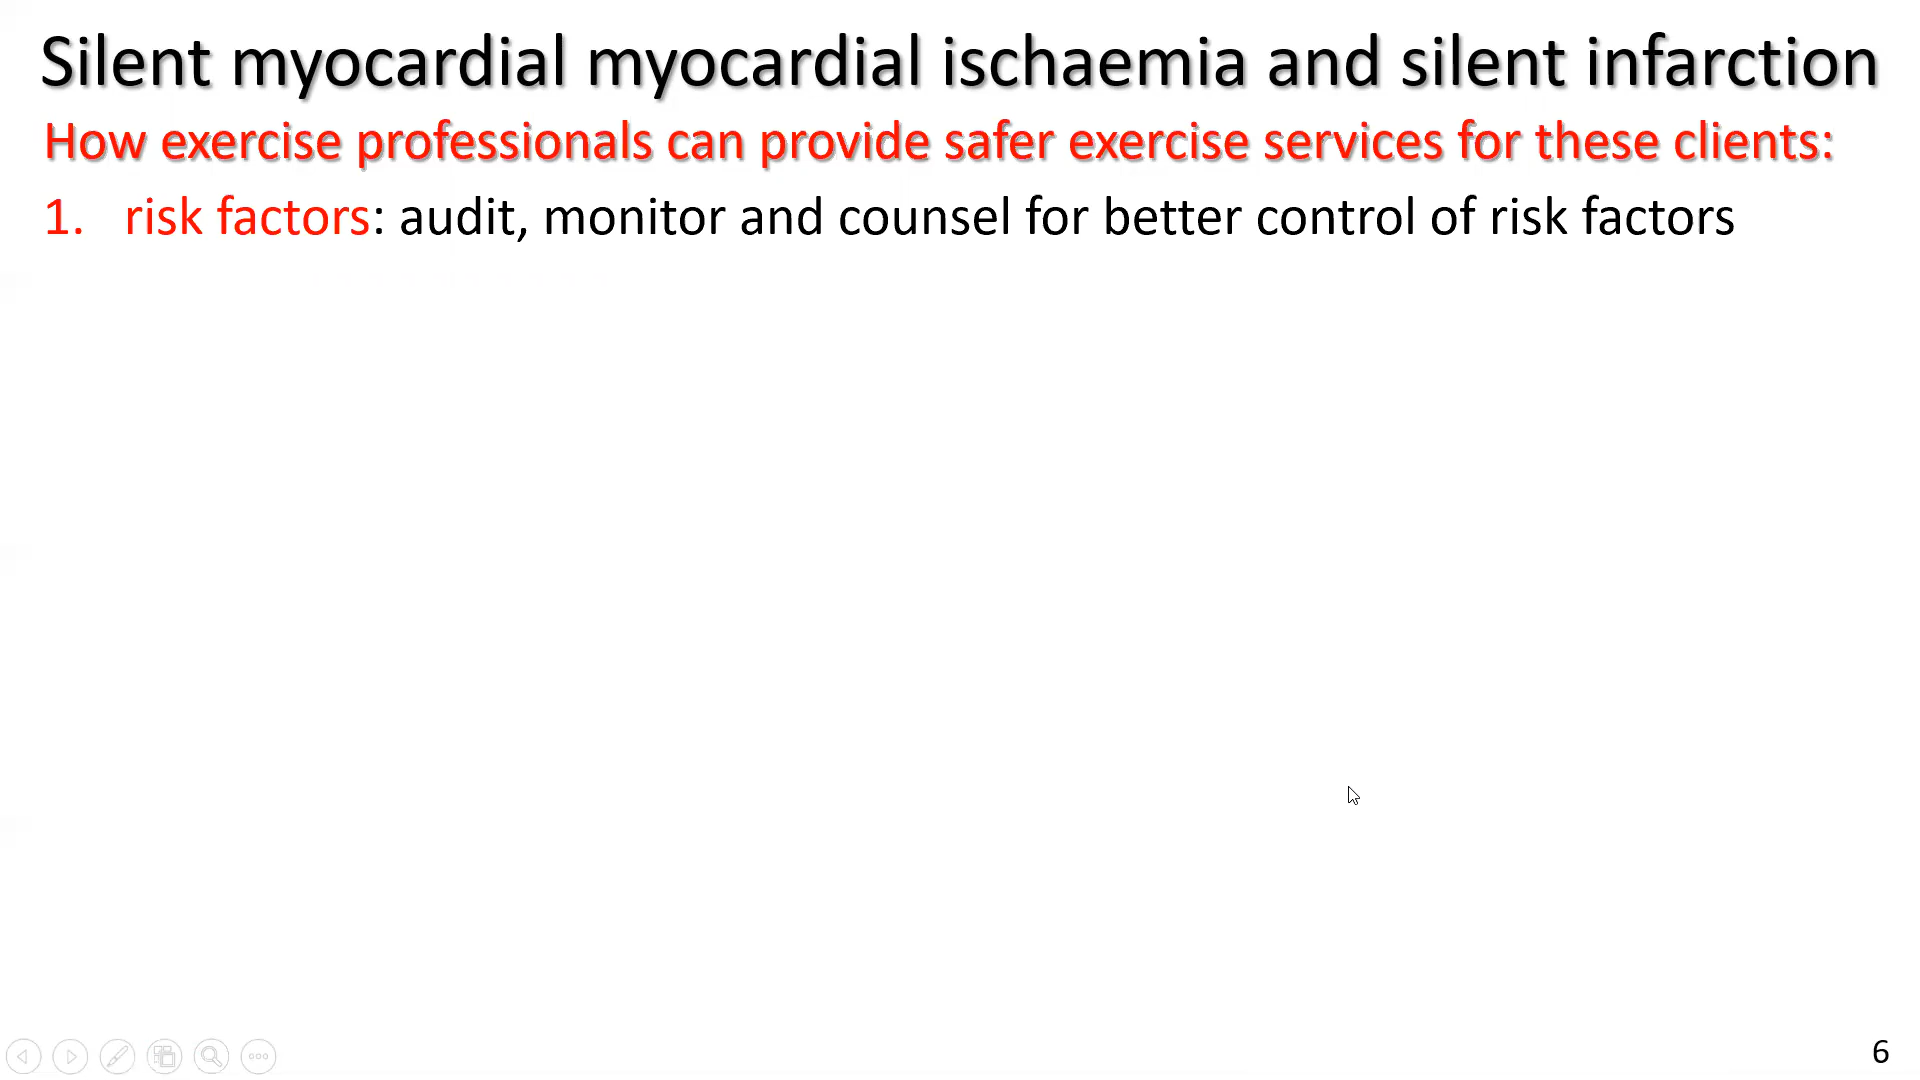 Silent myocardial myocardial ischaemia and silent infarction
How exercise professionals can provide safer exercise services for these clients:
1. risk factors: audit, monitor and counsel for better control of risk factors
6